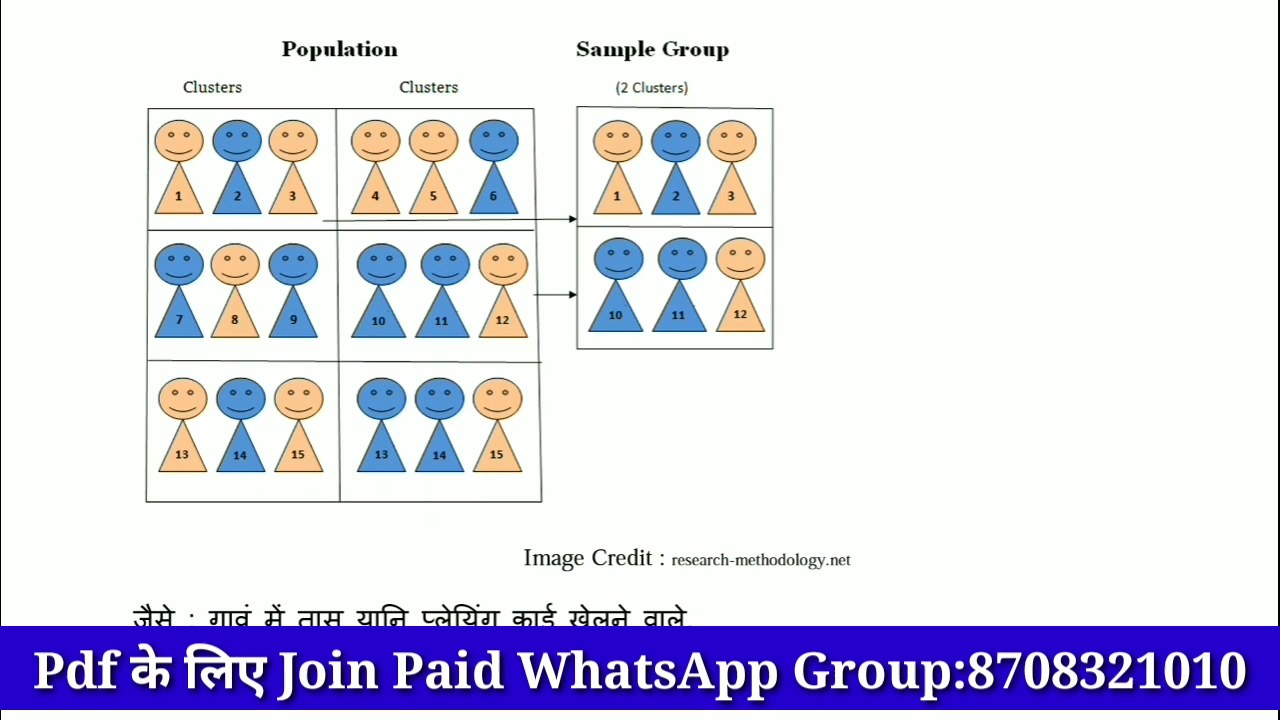 Population Sample Group
Clusters Clusters (2 Clusters)
1 2 3 4 5 6 1 2 3
7 8 9 10 11 12 10 11 12
13 14 15 13 14 15
Image Credit : research-methodology.net
जैसे : गावं में तास यानि प्लेयिंग कार्ड खेलने वाले.
Pdf के लिए Join Paid WhatsApp Group:8708321010